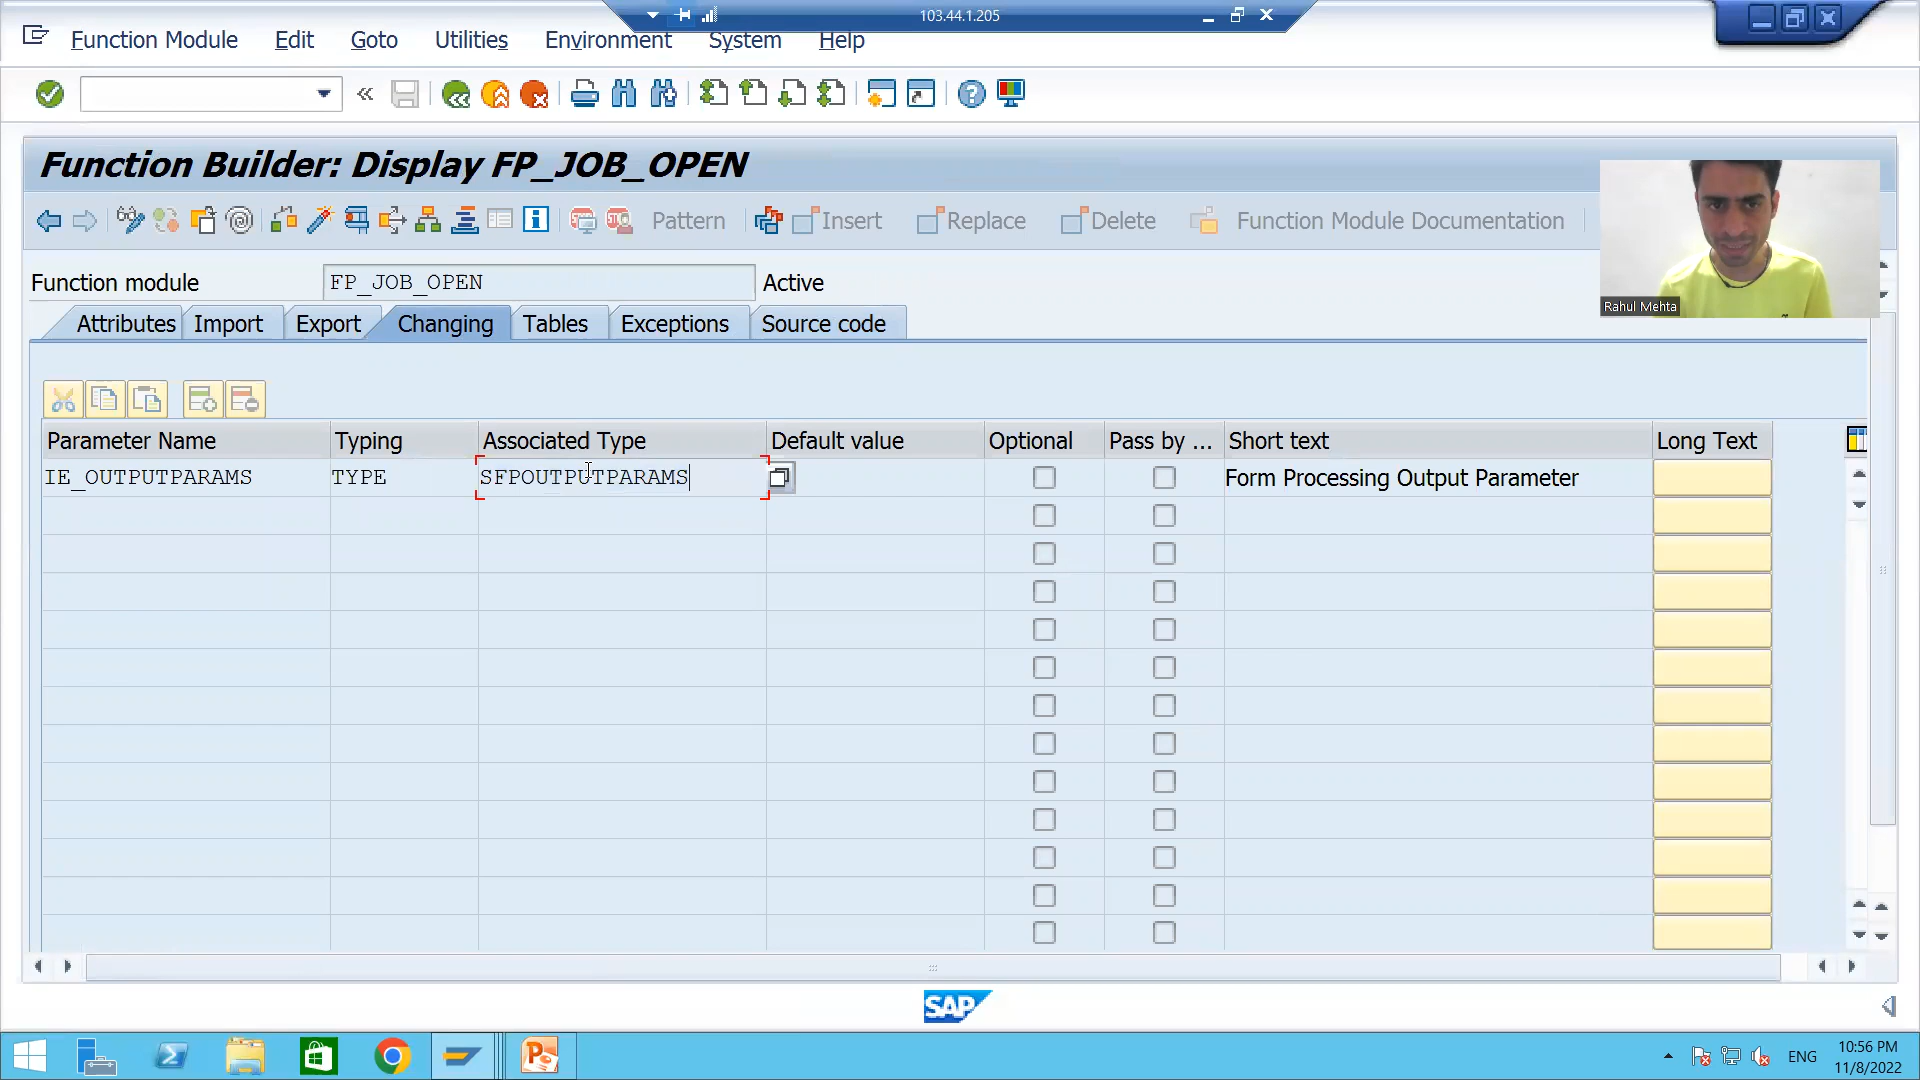 103.44.1.205
Function Module Edit Goto Utilities Environment System Help
Function Builder: Display FP_JOB_OPEN
Pattern Insert Replace Delete Function Module Documentation
Function module FP_JOB_OPEN Active
Rahul Mehta
Attributes Import Export Changing Tables Exceptions Source code
Parameter Name Typing Associated Type Default value Optional Pass by ... Short text Long Text
IE_OUTPUTPARAMS TYPE SFPOUTPUTPARAMS Form Processing Output Parameter
SAP
ENG 10:56 PM
11/8/2022